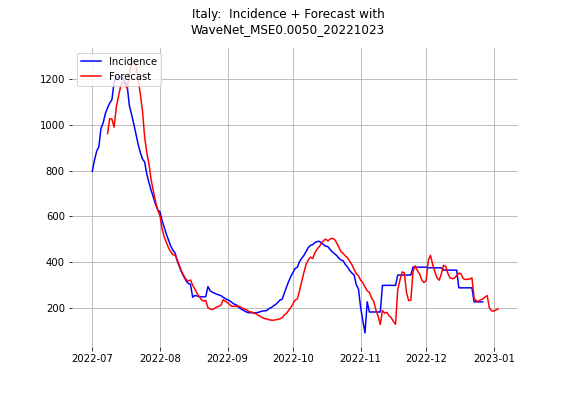 Italy:  Incidence + Forecast with
WaveNet_MSE0.0050_20221023
Incidence
Forecast
1200
1000
800
600
400
200
2022-07 2022-08 2022-09 2022-10 2022-11 2022-12 2023-01